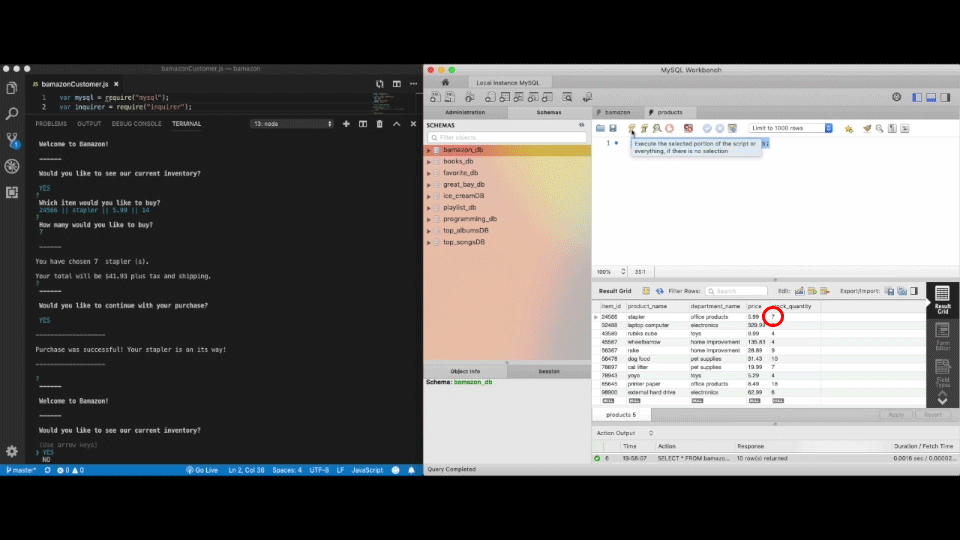 bamazonCustomer.js — bamazon
bamazonCustomer.js
1 var mysql = require("mysql");
2 var inquirer = require("inquirer");
PROBLEMS OUTPUT DEBUG CONSOLE TERMINAL 13: node
Welcome to Bamazon!
------
Would you like to see our current inventory?
YES
?
Which item would you like to buy?
24566 || stapler || 5.99 || 14
?
How many would you like to buy?
7
------
You have chosen 7 stapler (s).
Your total will be $41.93 plus tax and shipping.
?
------
Would you like to continue with your purchase?
YES
------------------
Purchase was successful! Your stapler is on its way!
------------------
?
------
Welcome to Bamazon!
------
Would you like to see our current inventory?
(Use arrow keys)
❯ YES
NO
master* 0 0 Go Live Ln 2, Col 38 Spaces: 4 UTF-8 LF JavaScript
MySQL Workbench
Local Instance MySQL
Administration Schemas
SCHEMAS
Filter objects
bamazon_db
books_db
favorite_db
great_bay_db
ice_creamDB
playlist_db
programming_db
top_albumsDB
top_songsDB
Object Info Session
Schema: bamazon_db
Query Completed
bamazon products
Limit to 1000 rows
1
Execute the selected portion of the script or
everything, if there is no selection
100% 35:1
Result Grid Filter Rows: Search Edit: Export/Import:
item_id product_name department_name price stock_quantity
24566 stapler office products 5.99 7
32488 laptop computer electronics 329.99
43580 rubiks cube toys 9.99 4
45567 wheelbarrow home improvement 135.83 4
56367 rake home improvement 28.89 9
56478 dog food pet supplies 31.43 10
76697 cat litter pet supplies 19.99 7
78943 yoyo toys 5.29 4
85645 printer paper office products 8.49 18
98900 external hard drive electronics 62.99 6
NULL NULL NULL NULL NULL
Result
Grid
Form
Editor
Field
Types
products 5 Apply Revert
Action Output
Time Action Response Duration / Fetch Time
6 19:58:07 SELECT * FROM bamazo... 10 row(s) returned 0.0016 sec / 0.00002...